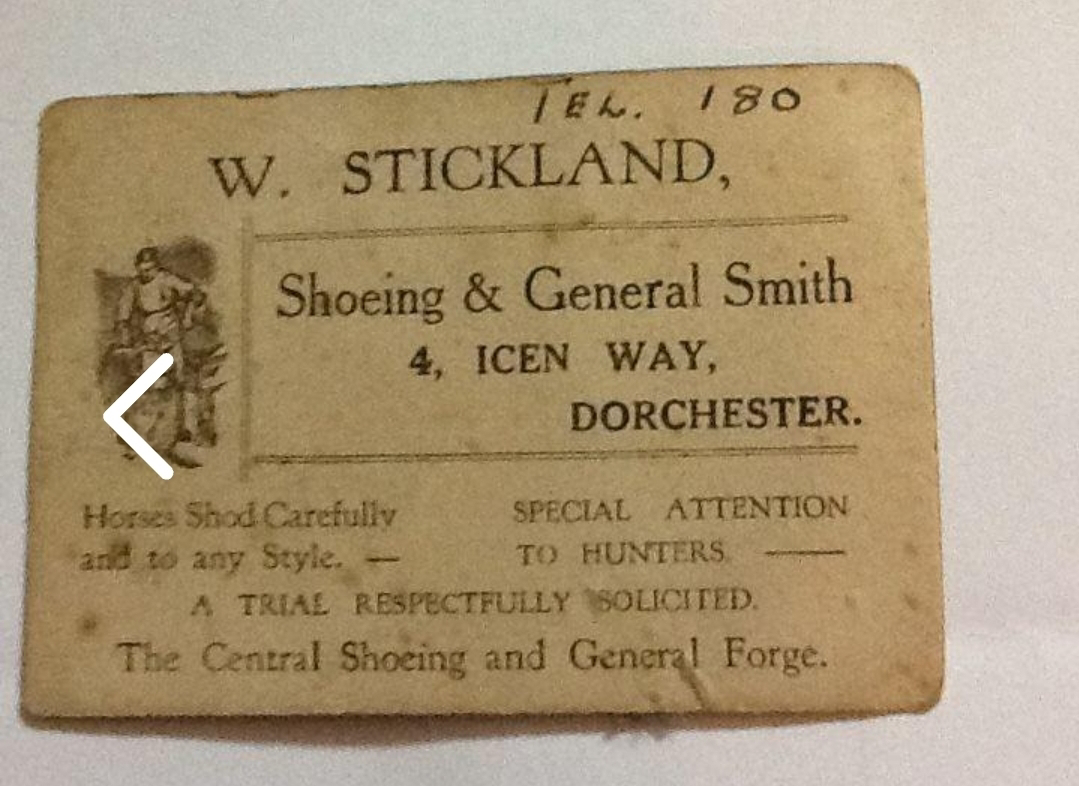 TEL. 180
W. STICKLAND,
Shoeing & General Smith
4, ICEN WAY,
DORCHESTER.
Horses Shod Carefully
and to any Style. —
SPECIAL ATTENTION
TO HUNTERS. ——
A TRIAL RESPECTFULLY SOLICITED.
The Central Shoeing and General Forge.